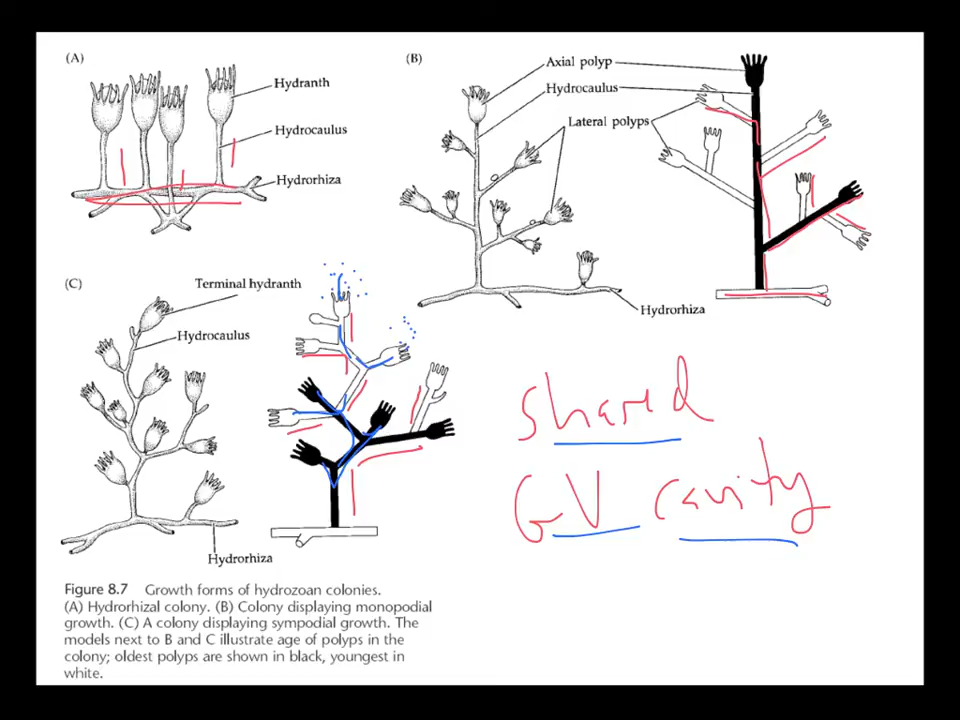 (A)
Hydranth
Hydrocaulus
Hydrorhiza
(B)
Axial polyp
Hydrocaulus
Lateral polyps
Hydrorhiza
(C)
Terminal hydranth
Hydrocaulus
Hydrorhiza
shared
GV cavity
Figure 8.7 Growth forms of hydrozoan colonies.
(A) Hydrorhizal colony. (B) Colony displaying monopodial
growth. (C) A colony displaying sympodial growth. The
models next to B and C illustrate age of polyps in the
colony; oldest polyps are shown in black, youngest in
white.